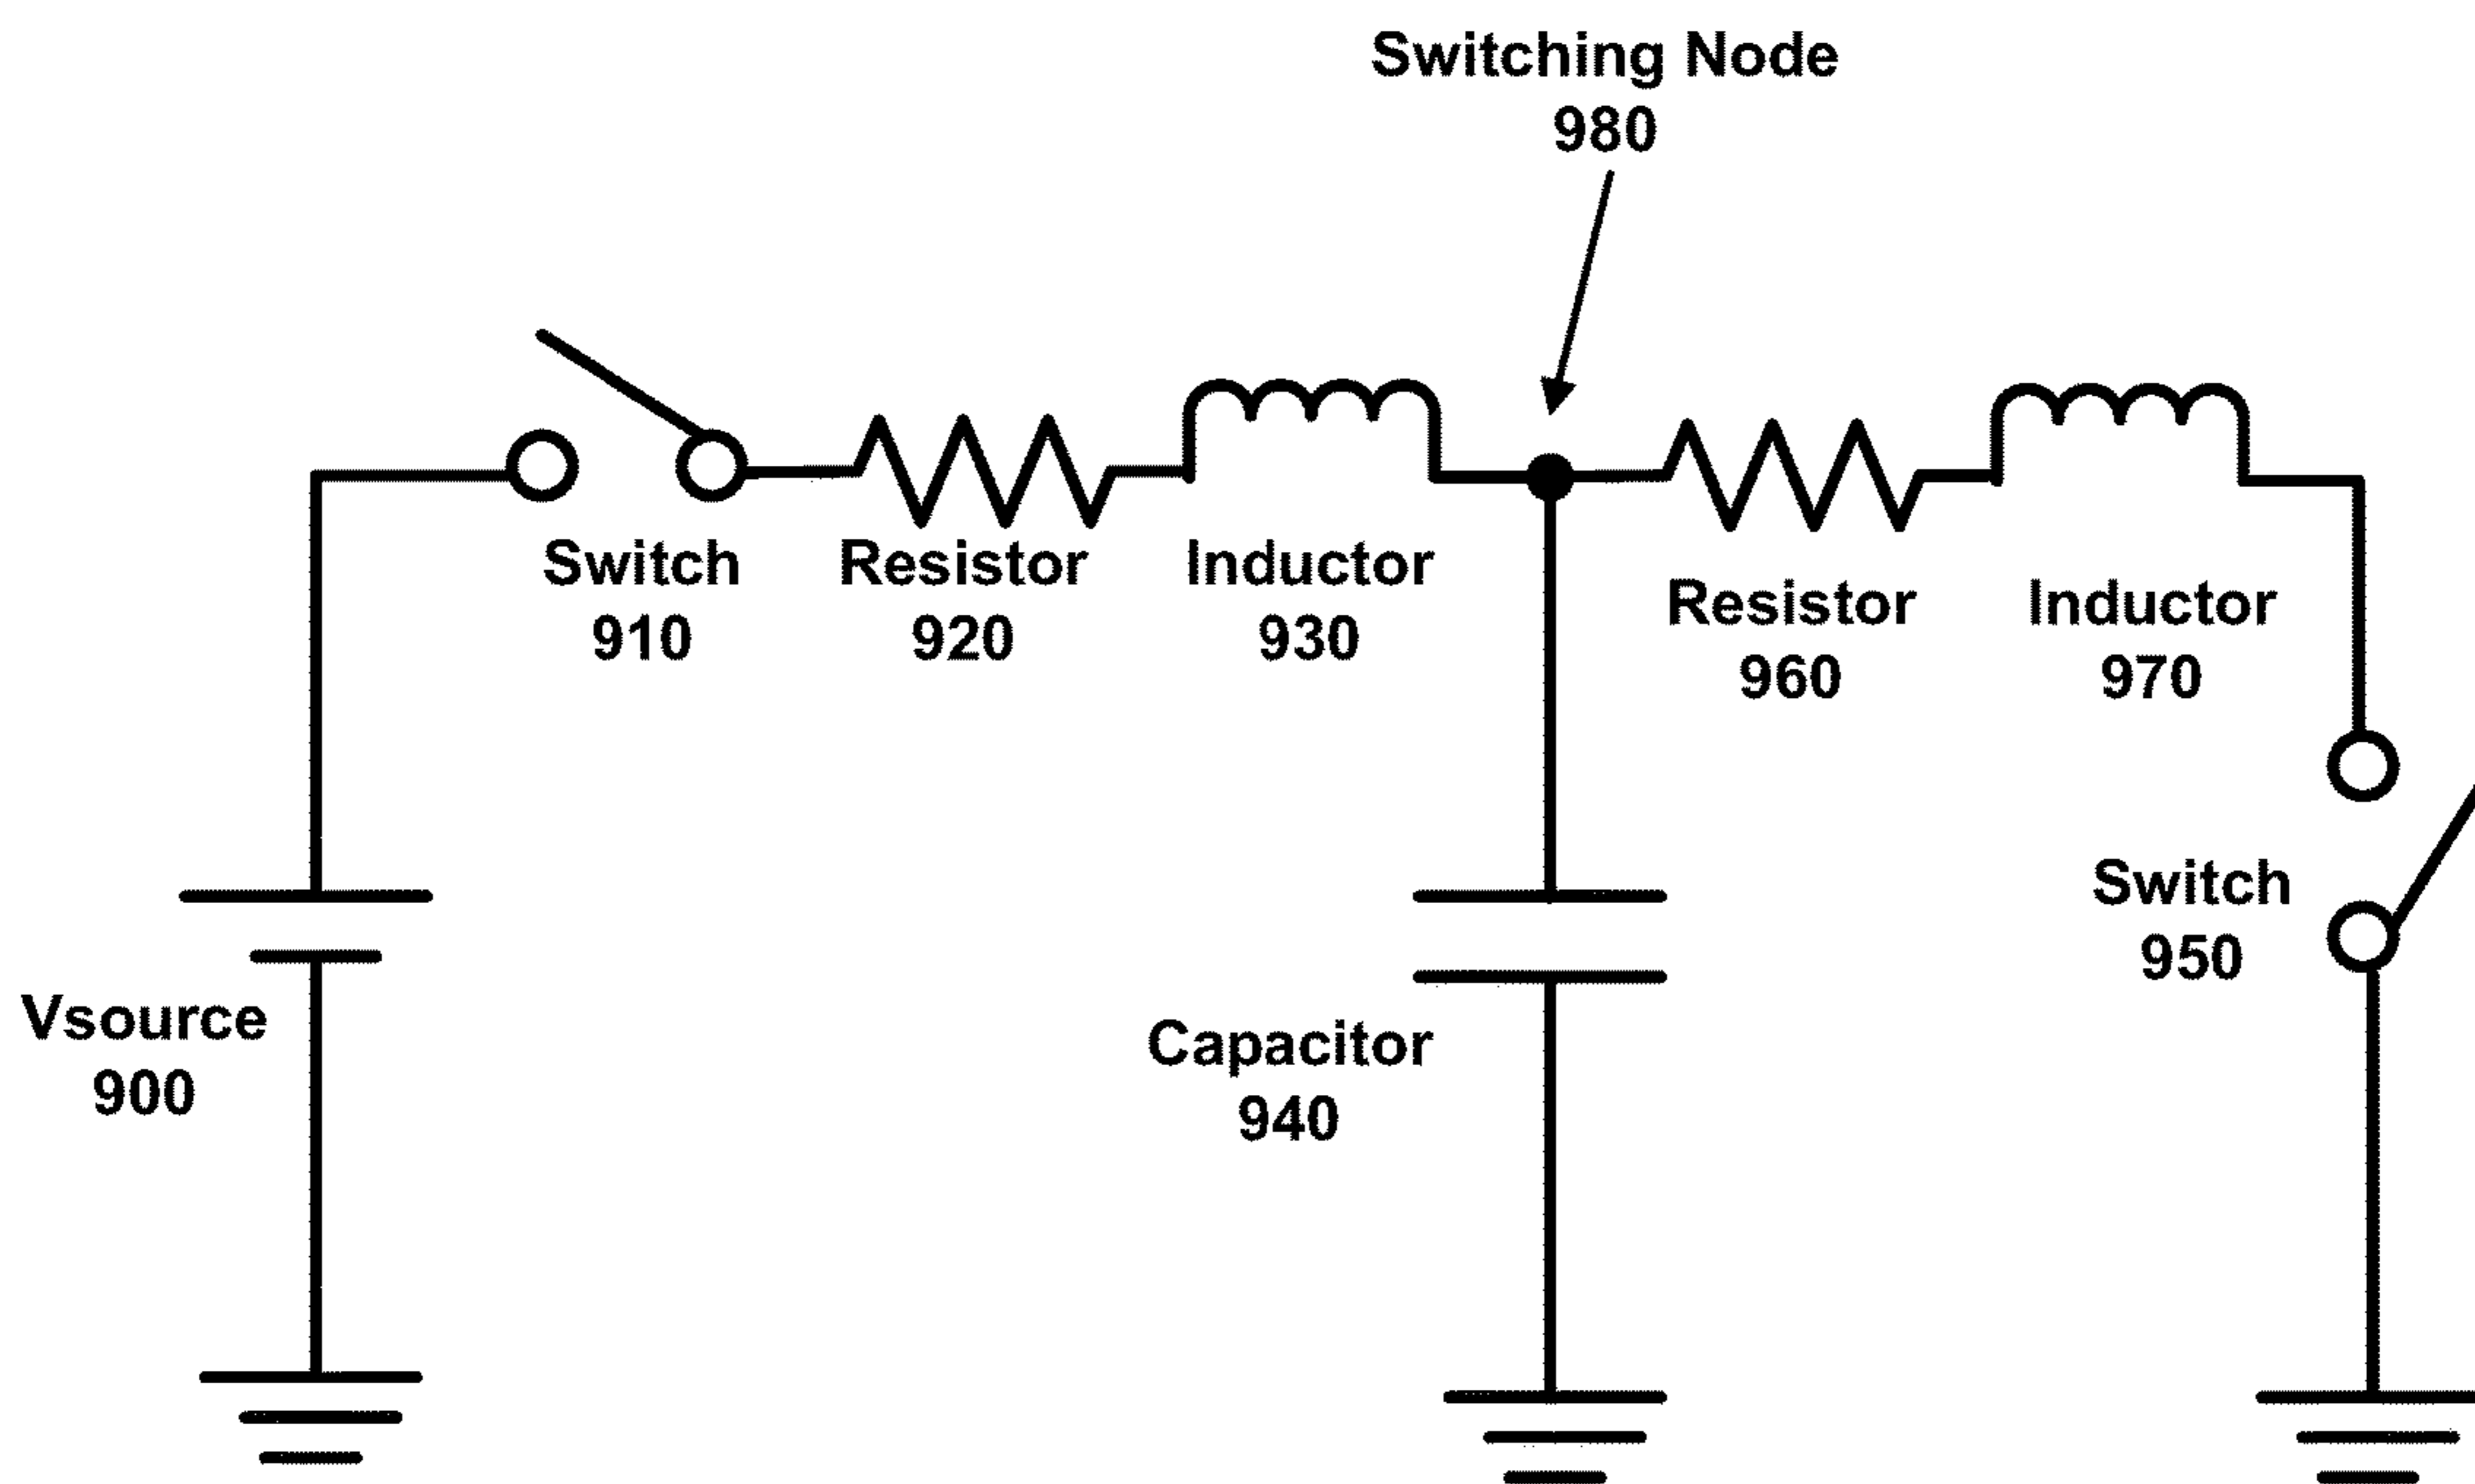 Switching Node
980
Switch
910
Resistor
920
Inductor
930
Resistor
960
Inductor
970
Switch
950
Vsource
900
Capacitor
940